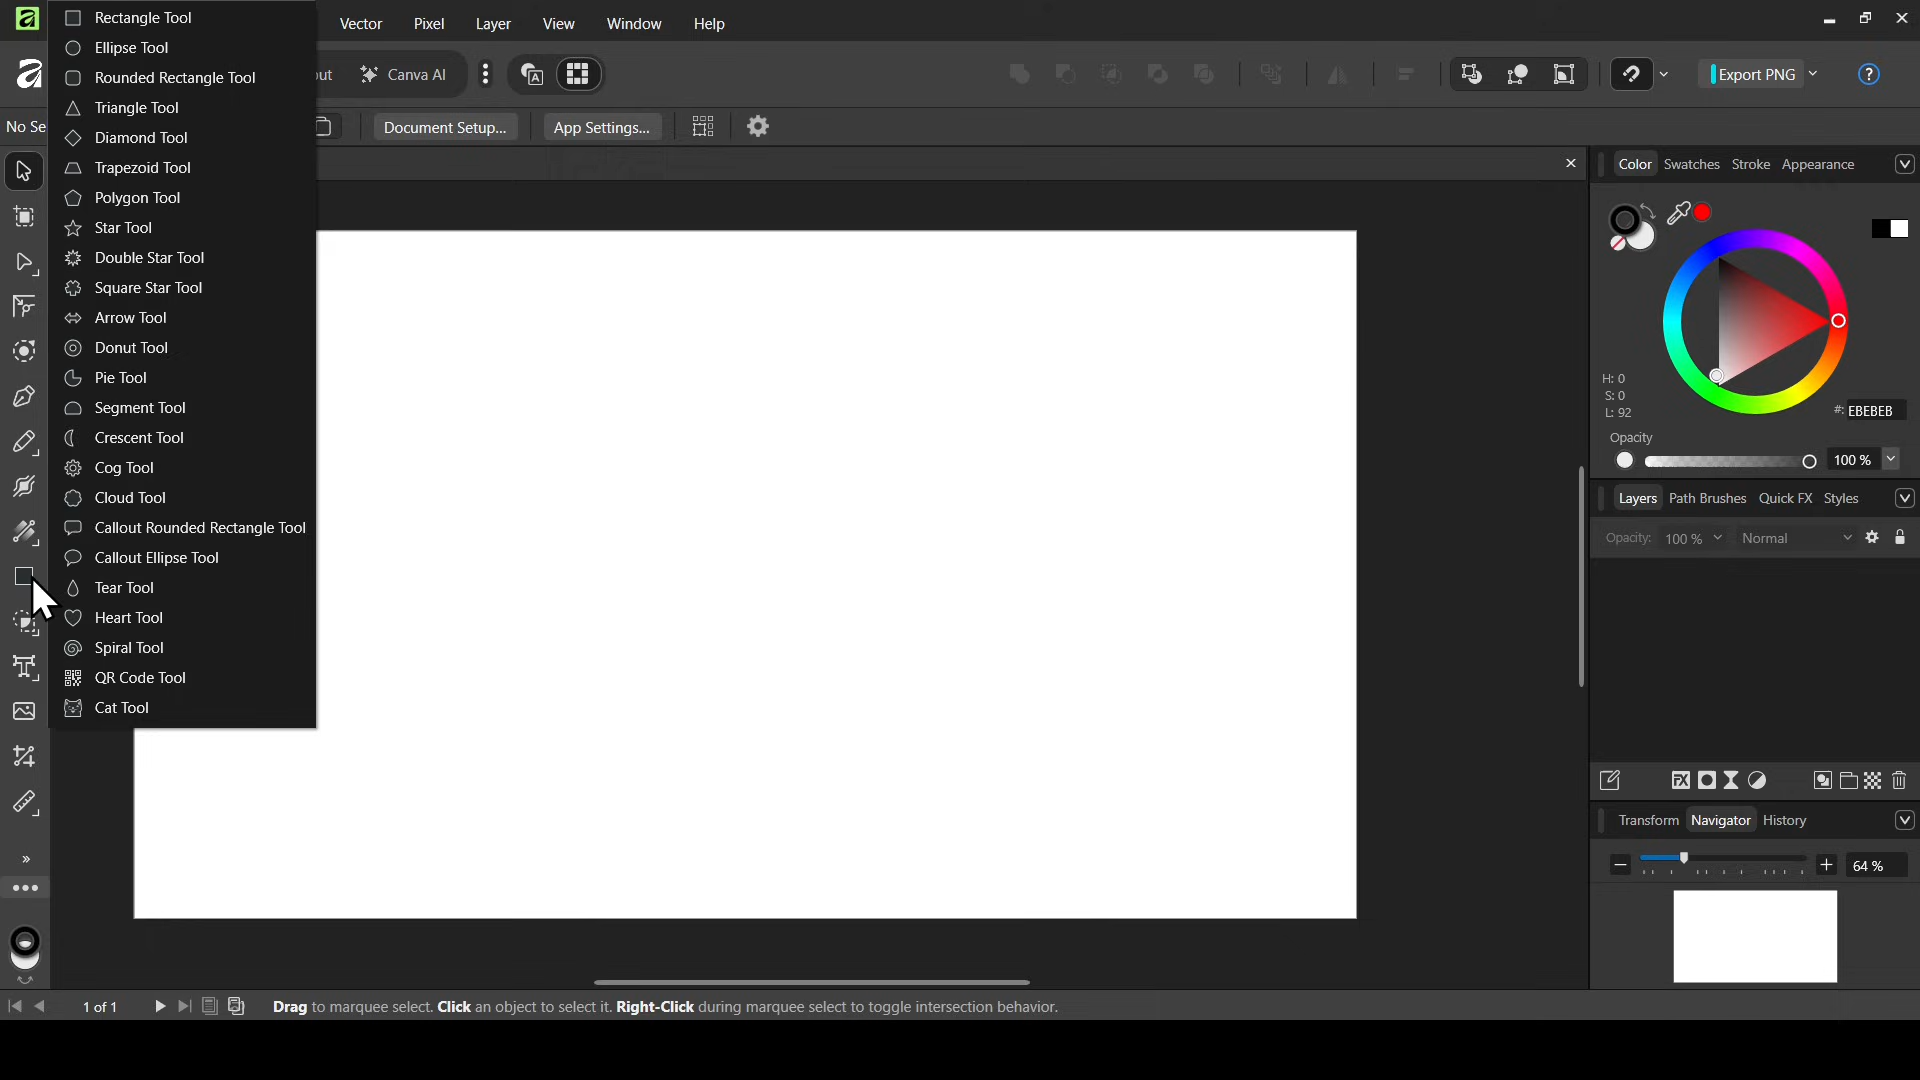 Vector Pixel Layer View Window Help
out Canva AI Export PNG ?
No Se Document Setup... App Settings...
Rectangle Tool
Ellipse Tool
Rounded Rectangle Tool
Triangle Tool
Diamond Tool
Trapezoid Tool
Polygon Tool
Star Tool
Double Star Tool
Square Star Tool
Arrow Tool
Donut Tool
Pie Tool
Segment Tool
Crescent Tool
Cog Tool
Cloud Tool
Callout Rounded Rectangle Tool
Callout Ellipse Tool
Tear Tool
Heart Tool
Spiral Tool
QR Code Tool
Cat Tool
Color Swatches Stroke Appearance
H: 0
S: 0
L: 92
#: EBEBEB
Opacity
100 %
Layers Path Brushes Quick FX Styles
Opacity: 100 % Normal
Transform Navigator History
64 %
1 of 1 Drag to marquee select. Click an object to select it. Right-Click during marquee select to toggle intersection behavior.